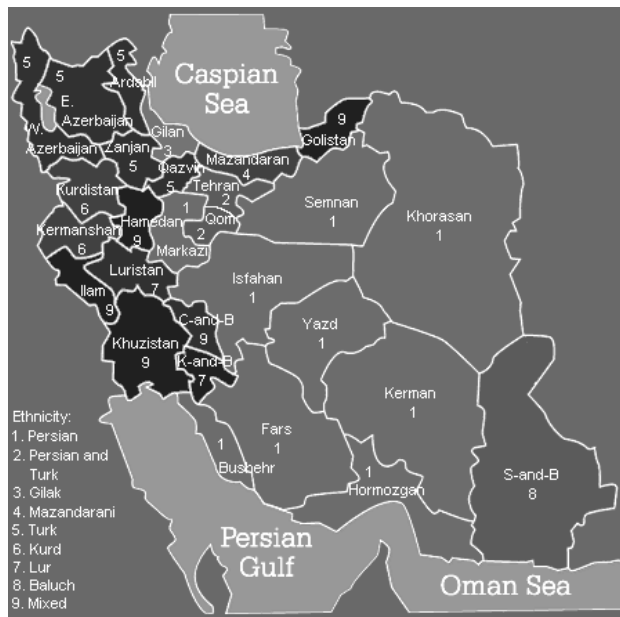 Caspian
Sea
5
5
5
Ardabil
E.
Azerbaijan
W.
Azerbaijan
Gilan
3
Zanjan
5
Qazvin
5
Mazandaran
4
9
Golistan
Tehran
2
Kurdistan
6
Hamedan
9
1
Markazi
Qom
2
Semnan
1
Khorasan
1
Kermanshah
6
Ilam
9
Luristan
7
Isfahan
1
C-and-B
9
Khuzistan
9
K-and-B
7
Yazd
1
Kerman
1
Fars
1
1
Bushehr
1
Hormozgan
S-and-B
8
Ethnicity:
1. Persian
2. Persian and
Turk
3. Gilak
4. Mazandarani
5. Turk
6. Kurd
7. Lur
8. Baluch
9. Mixed
Persian
Gulf
Oman Sea